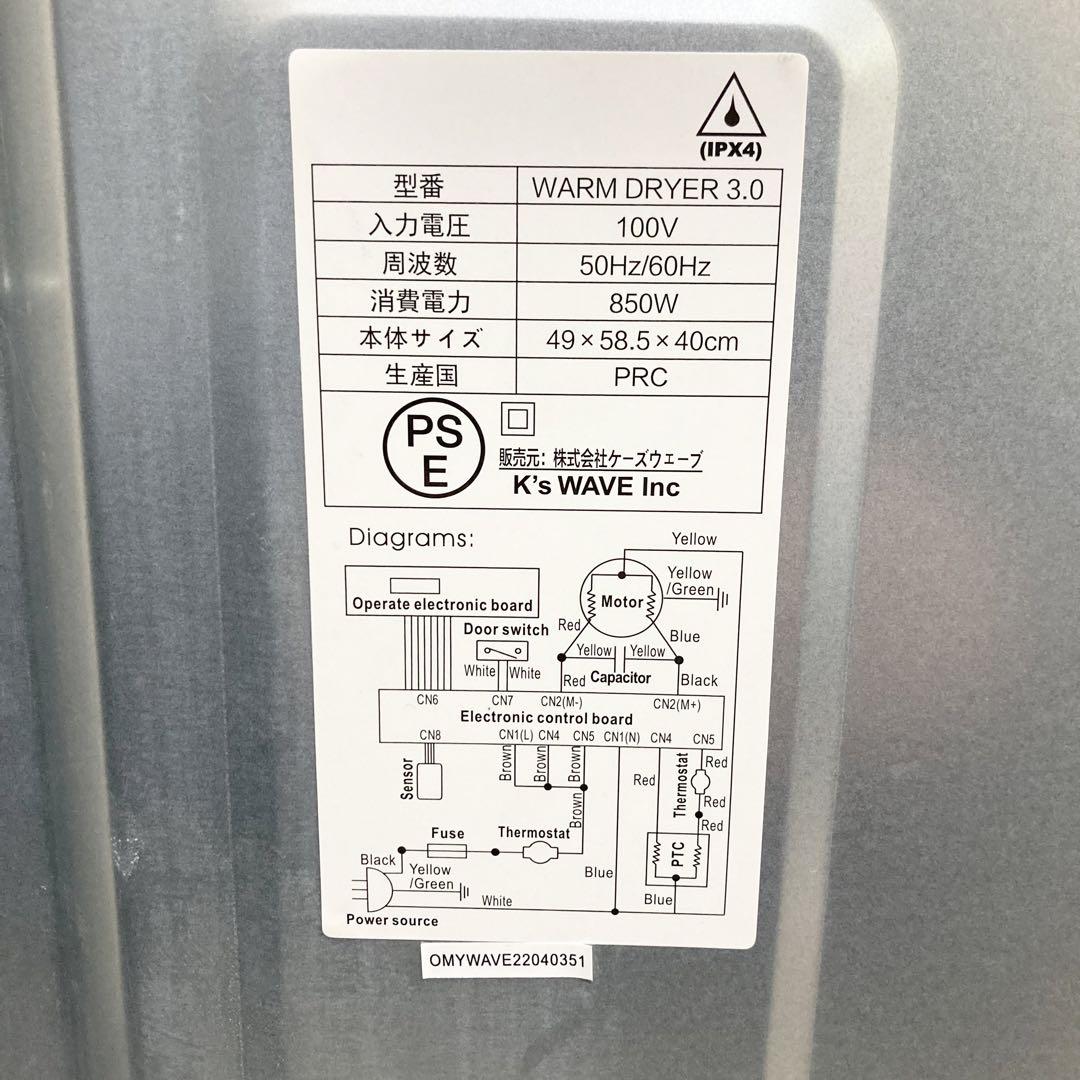 (IPX4)
型番 WARM DRYER 3.0
入力電圧 100V
周波数 50Hz/60Hz
消費電力 850W
本体サイズ 49×58.5×40cm
生産国 PRC
PS
E
販売元: 株式会社ケーズウェーブ
K's WAVE Inc
Diagrams:
Yellow
Yellow
/Green
Operate electronic board
Motor
Door switch
Red
Blue
White
White
Yellow
Yellow
Red
Capacitor
Black
CN6
CN7
CN2(M-)
CN2(M+)
Electronic control board
CN8
CN1(L)
CN4
CN5
CN1(N)
CN4
CN5
Sensor
Brown
Brown
Brown
Brown
Red
Thermostat
Red
Red
Red
PTC
Fuse
Thermostat
Black
Yellow
/Green
Blue
Blue
White
Power source
OMYWAVE22040351